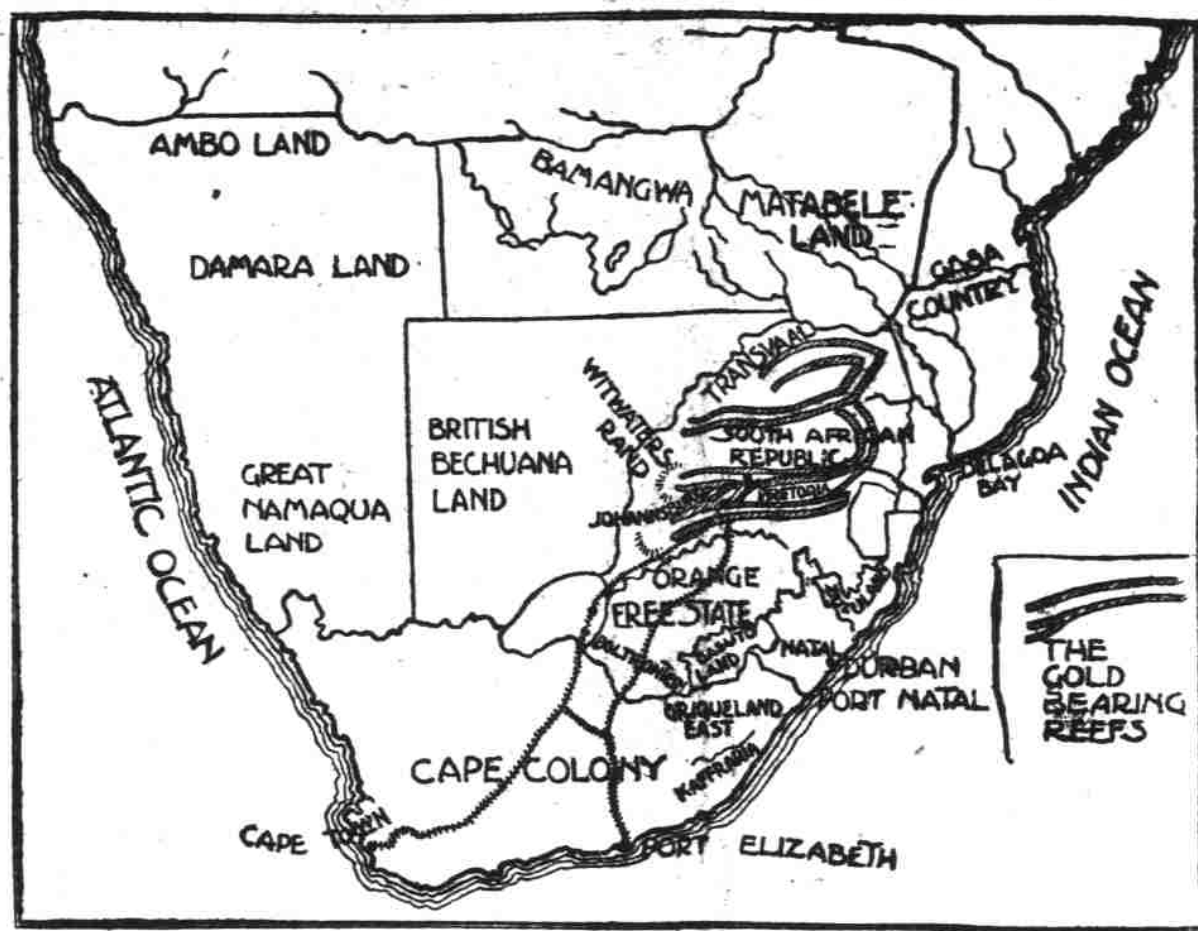 AMBO LAND
BAMANGWA
MATABELE
LAND
DAMARA LAND
GASA
COUNTRY
TRANSVAAL
WITWATERS
RAND
ATLANTIC OCEAN
INDIAN OCEAN
BRITISH
BECHUANA
LAND
SOUTH AFRICAN
REPUBLIC
GREAT
NAMAQUA
LAND
DELAGOA
BAY
PRETORIA
ORANGE
FREE STATE
BASUTO
LAND
NATAL
DURBAN
PORT NATAL
GRIQUELAND
EAST
KAFFRARIA
CAPE COLONY
CAPE TOWN
PORT ELIZABETH
THE
GOLD
BEARING
REEFS